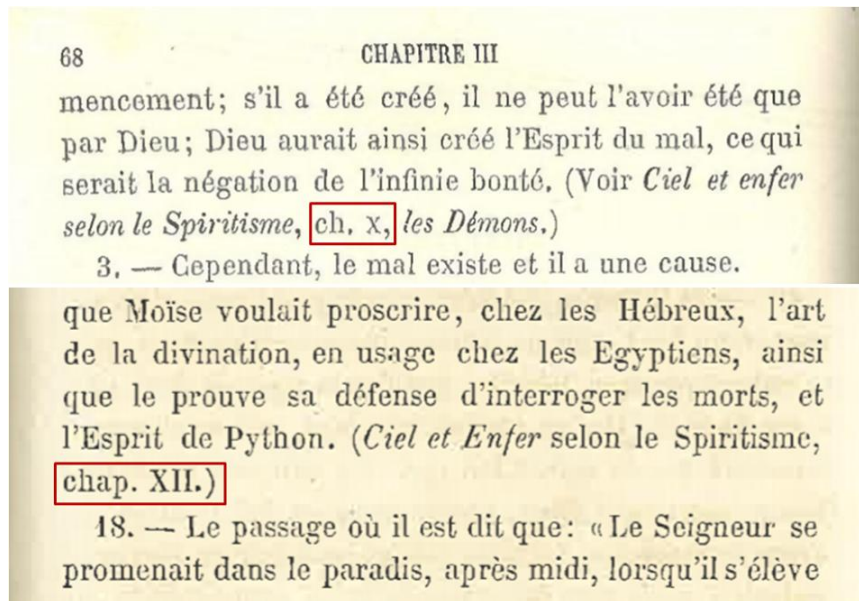 68 CHAPITRE III
mencement; s'il a été créé, il ne peut l'avoir été que
par Dieu; Dieu aurait ainsi créé l'Esprit du mal, ce qui
serait la négation de l'infinie bonté. (Voir Ciel et enfer
selon le Spiritisme, ch. x, les Démons.)
3. — Cependant, le mal existe et il a une cause.
que Moïse voulait proscrire, chez les Hébreux, l'art
de la divination, en usage chez les Egyptiens, ainsi
que le prouve sa défense d'interroger les morts, et
l'Esprit de Python. (Ciel et Enfer selon le Spiritisme,
chap. XII.)
18. — Le passage où il est dit que: « Le Seigneur se
promenait dans le paradis, après midi, lorsqu'il s'élève